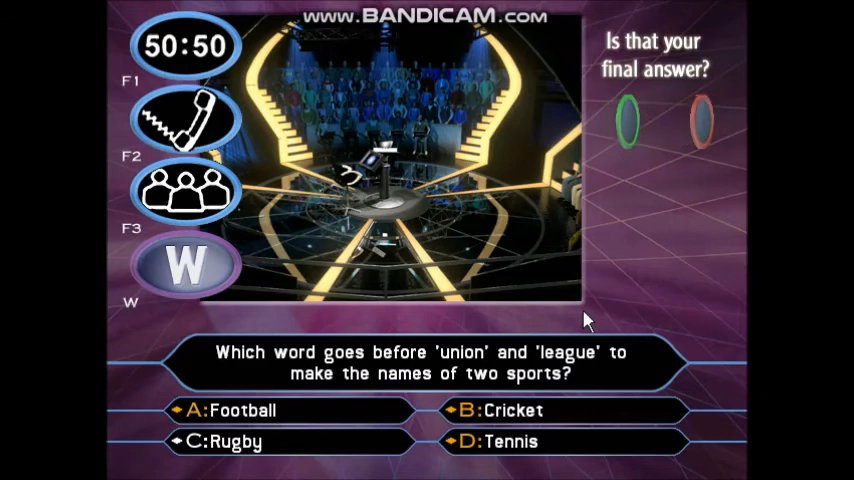 www.BANDICAM.com
50:50
F1
F2
F3
W
W
Is that your
final answer?
Which word goes before 'union' and 'league' to
make the names of two sports?
A:Football
B:Cricket
C:Rugby
D:Tennis